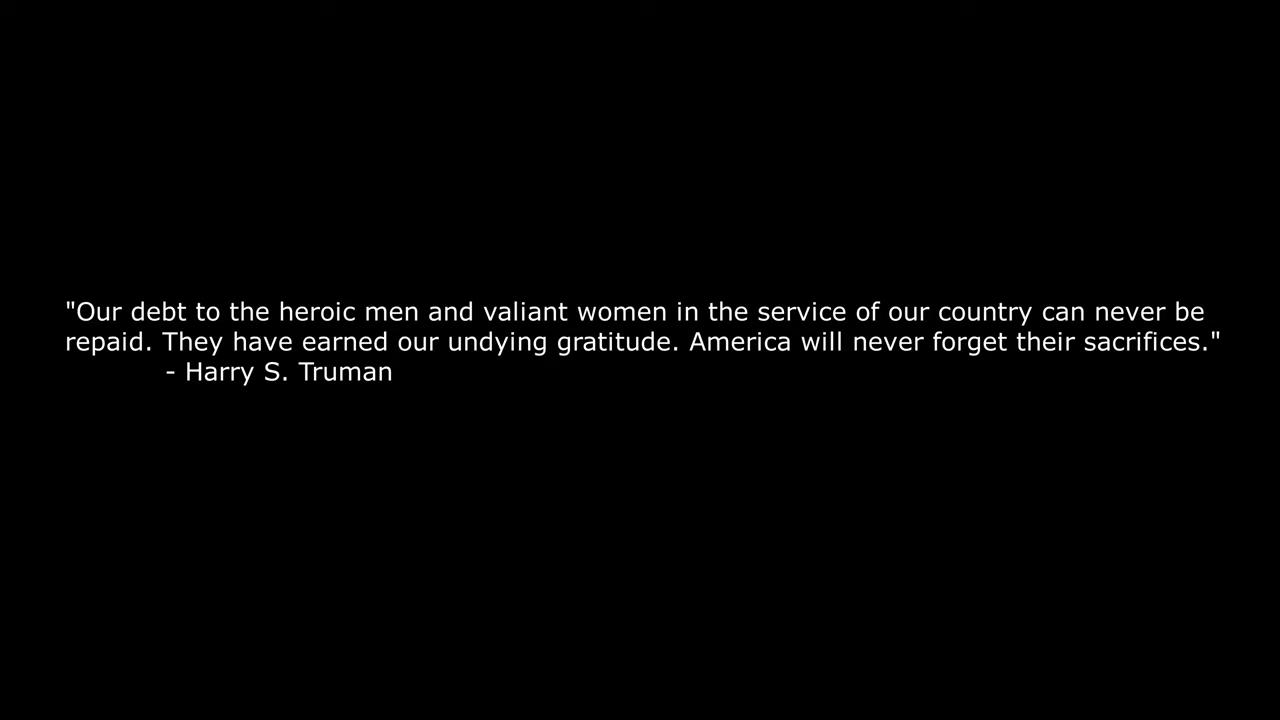 "Our debt to the heroic men and valiant women in the service of our country can never be
repaid. They have earned our undying gratitude. America will never forget their sacrifices."
- Harry S. Truman